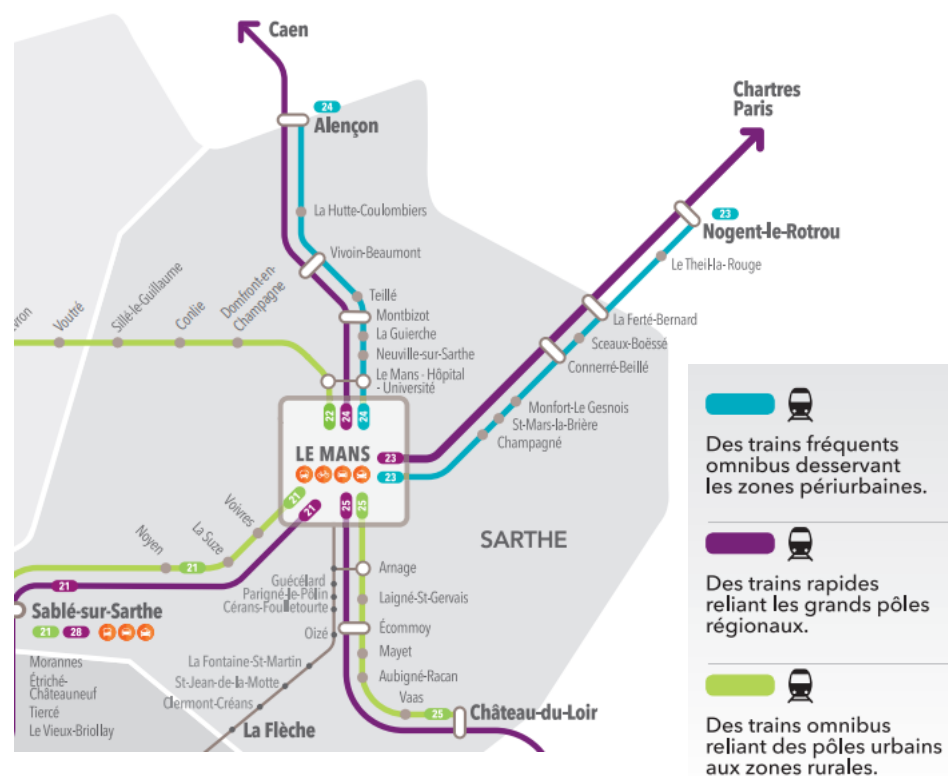 Caen
24
Alençon
Chartres
Paris
23
Nogent-le-Rotrou
La Hutte-Coulombiers
Le Theil-la-Rouge
Vivoin-Beaumont
Teillé
Montbizot
La Guierche
Neuville-sur-Sarthe
Le Mans - Hôpital
- Université
La Ferté-Bernard
Sceaux-Boëssé
Connerré-Beillé
Voutré
Sillé-le-Guillaume
Conlie
Domfront-en-
Champagne
Monfort-Le Gesnois
St-Mars-la-Brière
Champagné
22
24
24
LE MANS
23
23
21
21
25
25
SARTHE
Voivres
La Suze
Noyen
21
21
Sablé-sur-Sarthe
21
28
Morannes
Étriché-
Châteauneuf
Tiercé
Le Vieux-Briollay
Arnage
Guécélard
Parigné-le-Pôlin
Cérans-Foulletourte
Laigné-St-Gervais
Oizé
Écommoy
Mayet
Aubigné-Racan
Vaas
25
Château-du-Loir
La Fontaine-St-Martin
St-Jean-de-la-Motte
Clermont-Créans
La Flèche
Des trains fréquents
omnibus desservant
les zones périurbaines.
Des trains rapides
reliant les grands pôles
régionaux.
Des trains omnibus
reliant des pôles urbains
aux zones rurales.